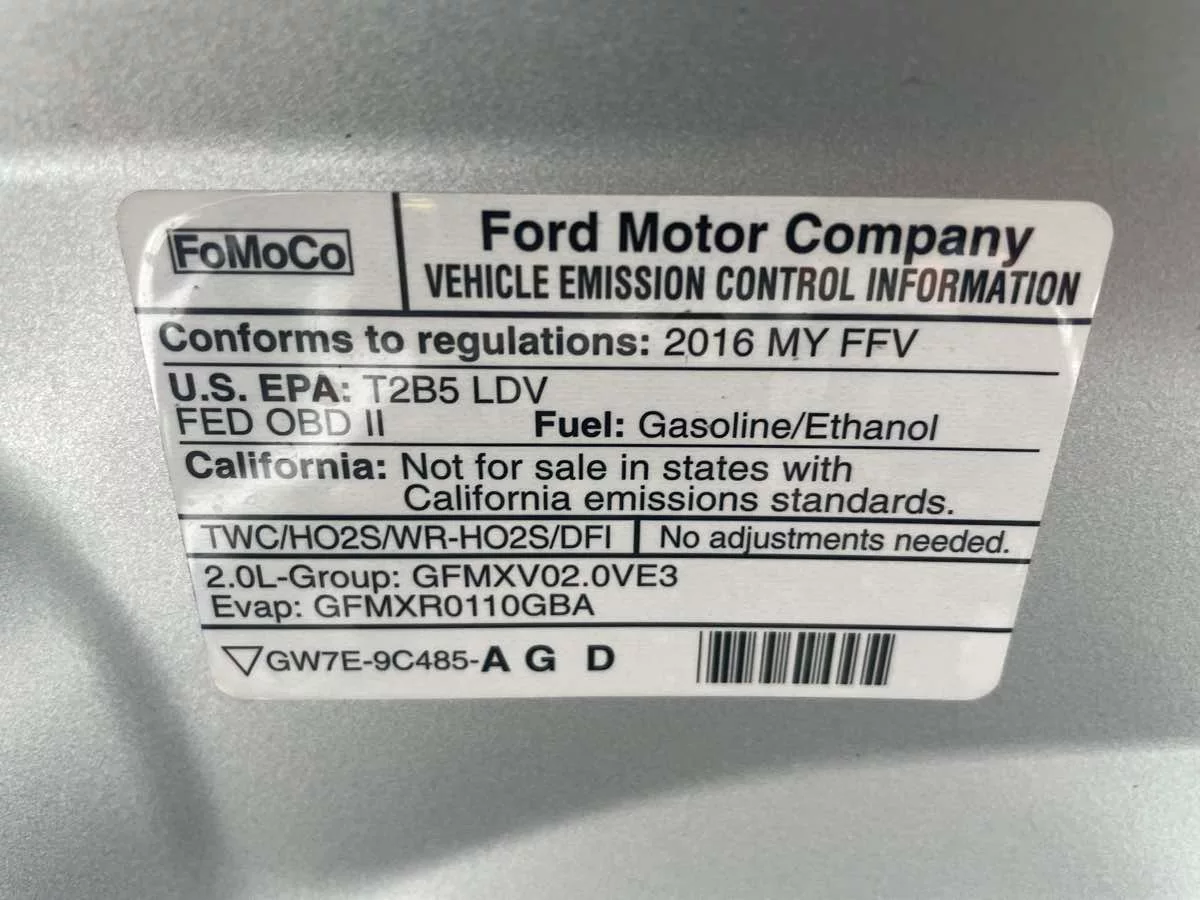 FoMoCo
Ford Motor Company
VEHICLE EMISSION CONTROL INFORMATION
Conforms to regulations: 2016 MY FFV
U.S. EPA: T2B5 LDV
FED OBD II Fuel: Gasoline/Ethanol
California: Not for sale in states with
California emissions standards.
TWC/HO2S/WR-HO2S/DFI No adjustments needed.
2.0L-Group: GFMXV02.0VE3
Evap: GFMXR0110GBA
▽GW7E-9C485-A G D